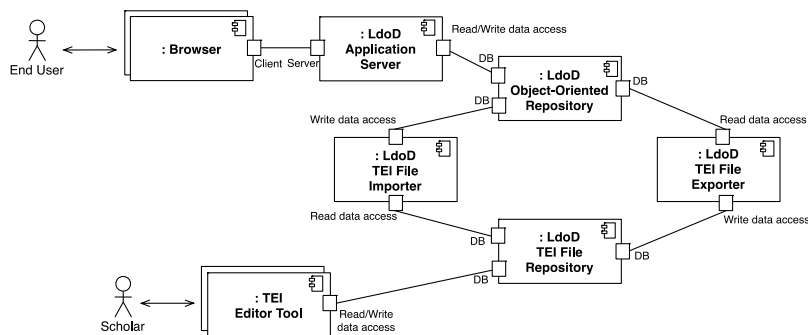 End User
: Browser
Client
Server
: LdoD
Application
Server
Read/Write data access
DB
: LdoD
Object-Oriented
Repository
DB
DB
Write data access
Read data access
: LdoD
TEI File
Importer
: LdoD
TEI File
Exporter
Read data access
Write data access
DB
: LdoD
TEI File
Repository
DB
DB
Scholar
: TEI
Editor Tool
Read/Write
data access